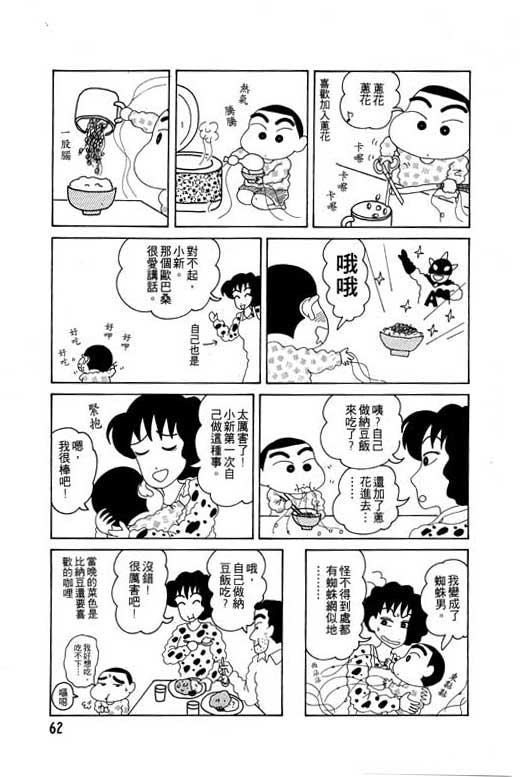 蔥花
蔥花♪
卡嚓
卡嚓
喜歡加入蔥花
熱氣
騰騰
一股腦
哦哦
對不起，
小新。
那個歐巴桑
很愛講話。
自己也是
好呷
好呷
好吃
好吃
咦？自己
做納豆飯
來吃了？
還加了蔥
花進去…
……
太厲害了！
小新第一次自
己做這種事。
緊抱
嗯，
我很棒吧！
我變成了
蜘蛛男。
怪不得到處都
有蜘蛛網似地
………
哦，
自己做納
豆飯吃？
沒錯！
很厲害吧！
當晚的菜色是
比納豆還要喜
歡的咖哩
我好想吃，
吃不下…
嘔嗯
62